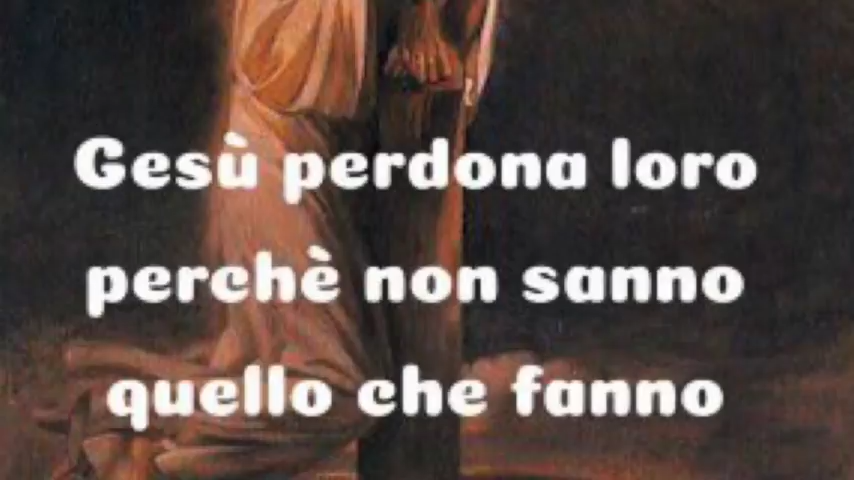 Gesù perdona loro
perchè non sanno
quello che fanno